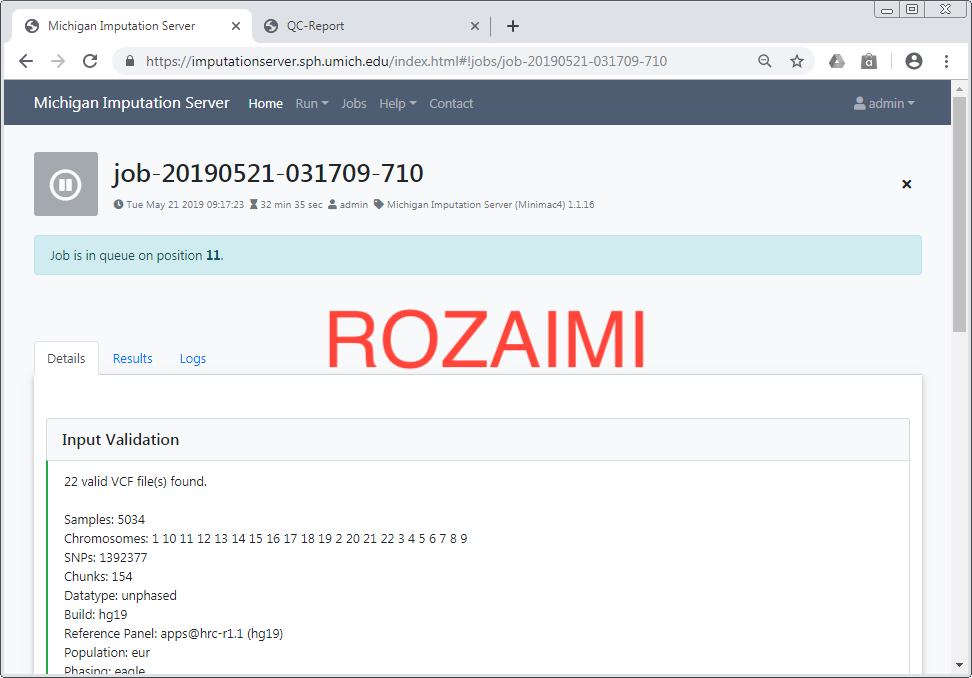 Michigan Imputation Server
QC-Report
https://imputationserver.sph.umich.edu/index.html#!jobs/job-20190521-031709-710
Michigan Imputation Server Home Run Jobs Help Contact admin
job-20190521-031709-710
Tue May 21 2019 09:17:23 32 min 35 sec admin Michigan Imputation Server (Minimac4) 1.1.16
Job is in queue on position 11.
ROZAIMI
Details Results Logs
Input Validation
22 valid VCF file(s) found.
Samples: 5034
Chromosomes: 1 10 11 12 13 14 15 16 17 18 19 2 20 21 22 3 4 5 6 7 8 9
SNPs: 1392377
Chunks: 154
Datatype: unphased
Build: hg19
Reference Panel: apps@hrc-r1.1 (hg19)
Population: eur
Phasing: eagle